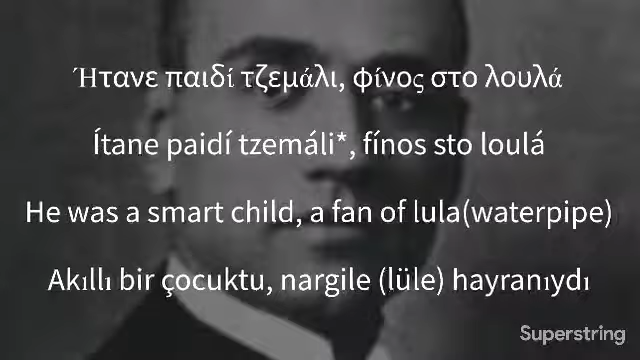 Ήτανε παιδί τζεμάλι, φίνος στο λουλά
Ítane paidí tzemáli*, fínos sto loulá
He was a smart child, a fan of lula(waterpipe)
Akıllı bir çocuktu, nargile (lüle) hayranıydı
Superstring